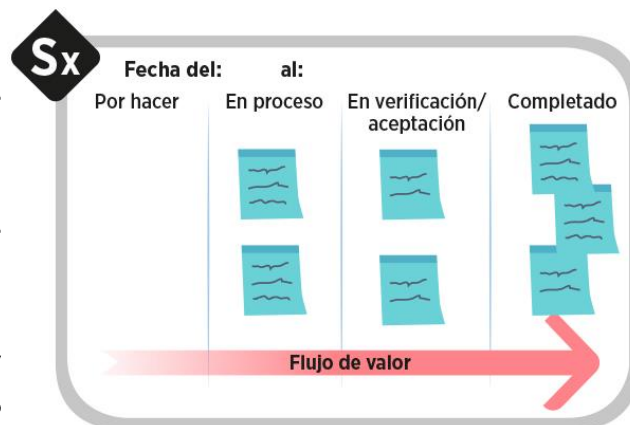 Sx
Fecha del: al:
Por hacer En proceso En verificación/ Completado
aceptación
Flujo de valor